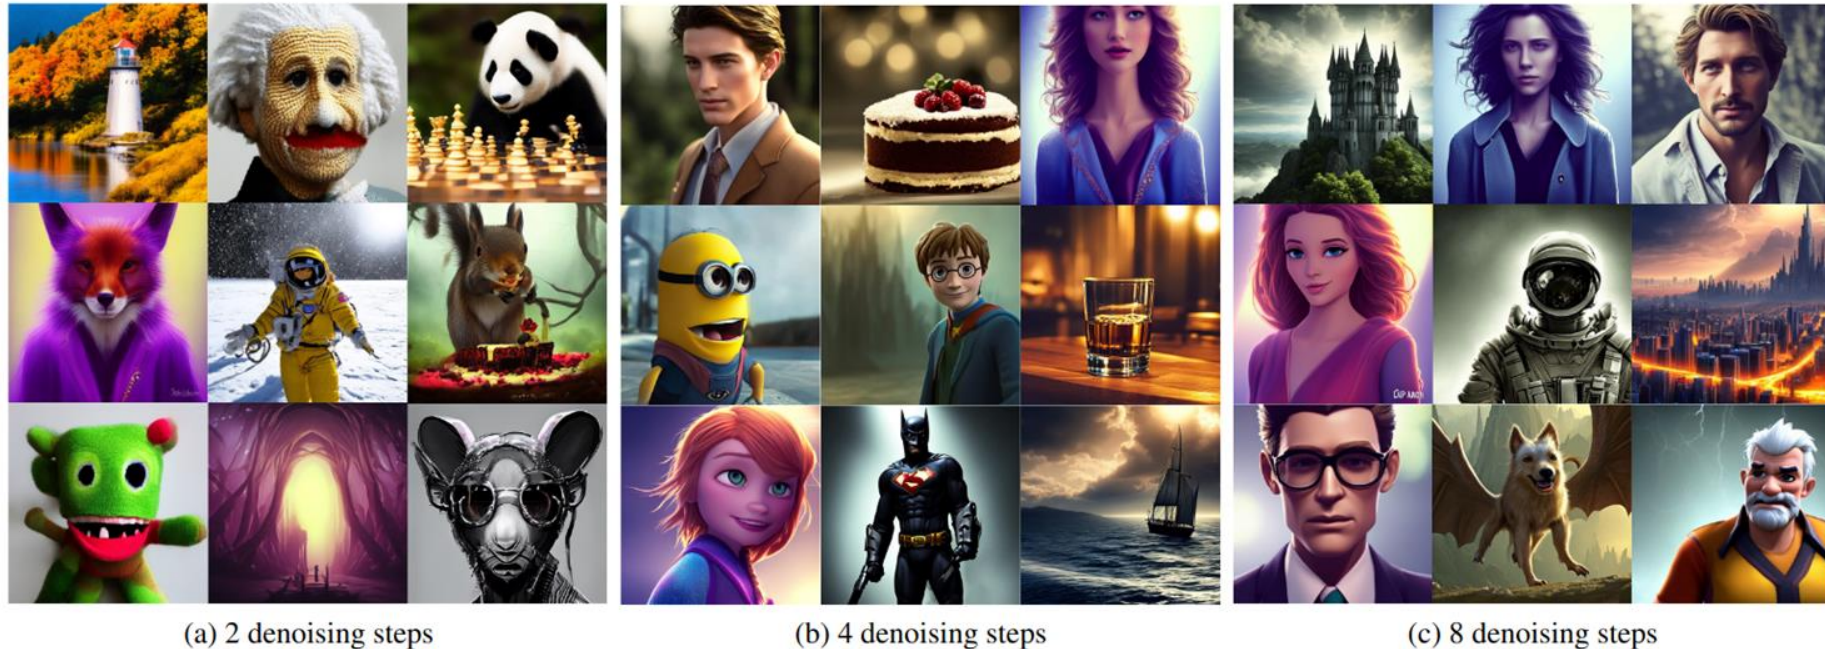 (a) 2 denoising steps
(b) 4 denoising steps
(c) 8 denoising steps